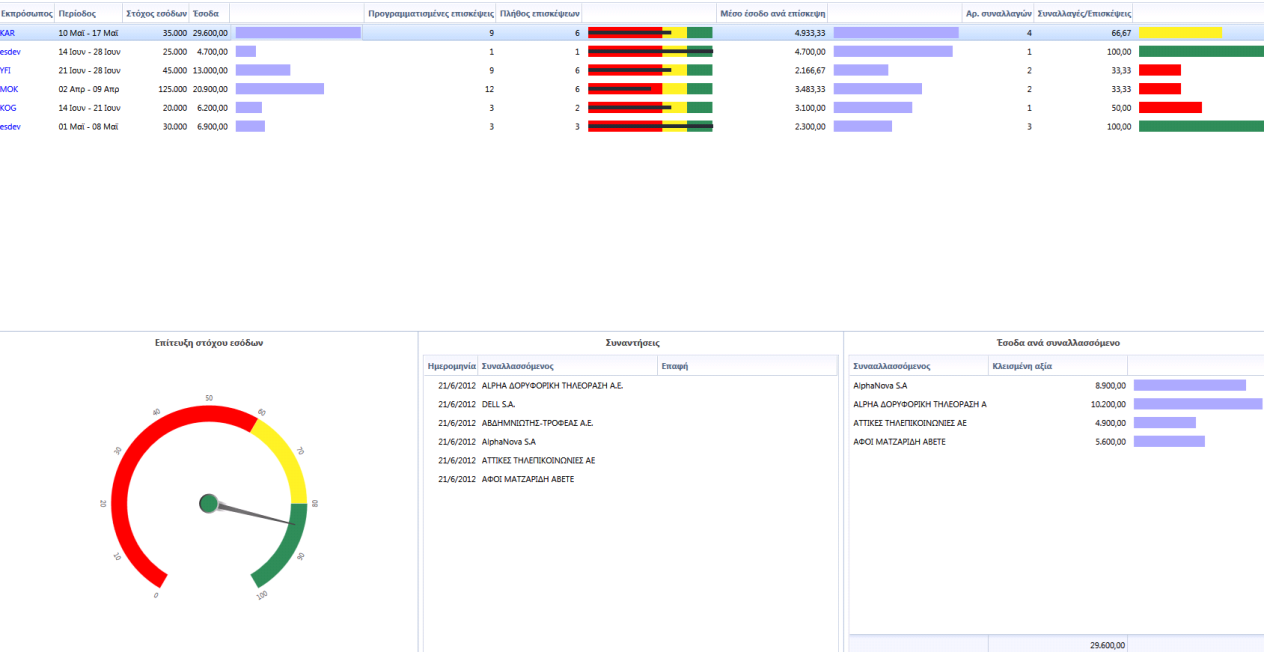 Εκπρόσωπος Περίοδος Στόχος εσόδων Έσοδα Προγραμματισμένες επισκέψεις Πλήθος επισκέψεων Μέσο έσοδο ανά επίσκεψη Αρ. συναλλαγών Συναλλαγές/Επισκέψεις
KAR 10 Μαϊ - 17 Μαϊ 35.000 29.600,00 9 6 4.933,33 4 66,67
esdev 14 Ιουν - 28 Ιουν 25.000 4.700,00 1 1 4.700,00 1 100,00
YFI 21 Ιουν - 28 Ιουν 45.000 13.000,00 9 6 2.166,67 2 33,33
MOK 02 Απρ - 09 Απρ 125.000 20.900,00 12 6 3.483,33 2 33,33
KOG 14 Ιουν - 21 Ιουν 20.000 6.200,00 3 2 3.100,00 1 50,00
esdev 01 Μαϊ - 08 Μαϊ 30.000 6.900,00 3 3 2.300,00 3 100,00
Επίτευξη στόχου εσόδων
0
10
20
30
40
50
60
70
80
90
100
Συναντήσεις
Ημερομηνία Συναλλασσόμενος Επαφή
21/6/2012 ALPHA ΔΟΡΥΦΟΡΙΚΗ ΤΗΛΕΟΡΑΣΗ Α.Ε.
21/6/2012 DELL S.A.
21/6/2012 ΑΒΔΗΜΝΙΩΤΗΣ-ΤΡΟΦΕΑΣ Α.Ε.
21/6/2012 AlphaNova S.A
21/6/2012 ΑΤΤΙΚΕΣ ΤΗΛΕΠΙΚΟΙΝΩΝΙΕΣ ΑΕ
21/6/2012 ΑΦΟΙ ΜΑΤΖΑΡΙΔΗ ΑΒΕΤΕ
Έσοδα ανά συναλλασσόμενο
Συνααλλασσόμενος Κλεισμένη αξία
AlphaNova S.A 8.900,00
ALPHA ΔΟΡΥΦΟΡΙΚΗ ΤΗΛΕΟΡΑΣΗ Α 10.200,00
ΑΤΤΙΚΕΣ ΤΗΛΕΠΙΚΟΙΝΩΝΙΕΣ ΑΕ 4.900,00
ΑΦΟΙ ΜΑΤΖΑΡΙΔΗ ΑΒΕΤΕ 5.600,00
29.600,00